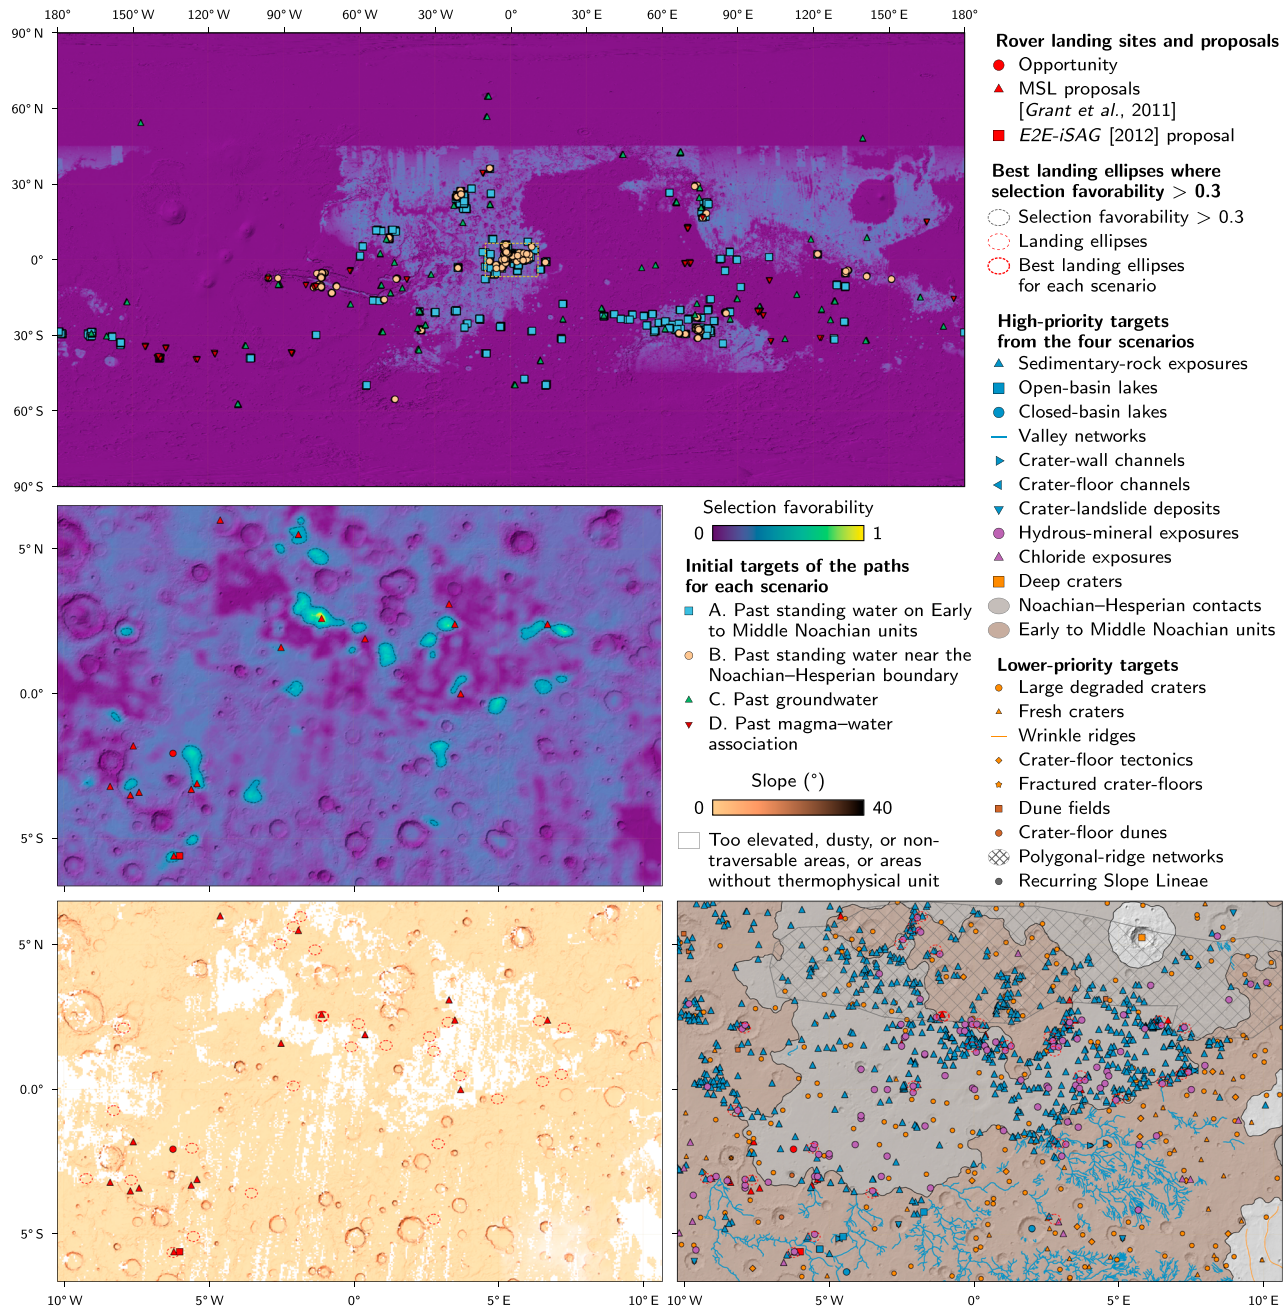 180° 150° W 120° W 90° W 60° W 30° W 0° 30° E 60° E 90° E 120° E 150° E 180°
90° N
60° N
30° N
0°
30° S
60° S
90° S
Rover landing sites and proposals
Opportunity
MSL proposals
[Grant et al., 2011]
E2E-iSAG [2012] proposal
Best landing ellipses where
selection favorability > 0.3
Selection favorability > 0.3
Landing ellipses
Best landing ellipses
for each scenario
High-priority targets
from the four scenarios
Sedimentary-rock exposures
Open-basin lakes
Closed-basin lakes
Valley networks
Crater-wall channels
Crater-floor channels
Crater-landslide deposits
Hydrous-mineral exposures
Chloride exposures
Deep craters
Noachian–Hesperian contacts
Early to Middle Noachian units
Lower-priority targets
Large degraded craters
Fresh craters
Wrinkle ridges
Crater-floor tectonics
Fractured crater-floors
Dune fields
Crater-floor dunes
Polygonal-ridge networks
Recurring Slope Lineae
5° N
0.0°
5° S
Selection favorability
0 1
Initial targets of the paths
for each scenario
A. Past standing water on Early
to Middle Noachian units
B. Past standing water near the
Noachian–Hesperian boundary
C. Past groundwater
D. Past magma–water
association
Slope (°)
0 40
Too elevated, dusty, or non-
traversable areas, or areas
without thermophysical unit
5° N
0.0°
5° S
10° W 5° W 0° 5° E 10° E
10° W 5° W 0° 5° E 10° E